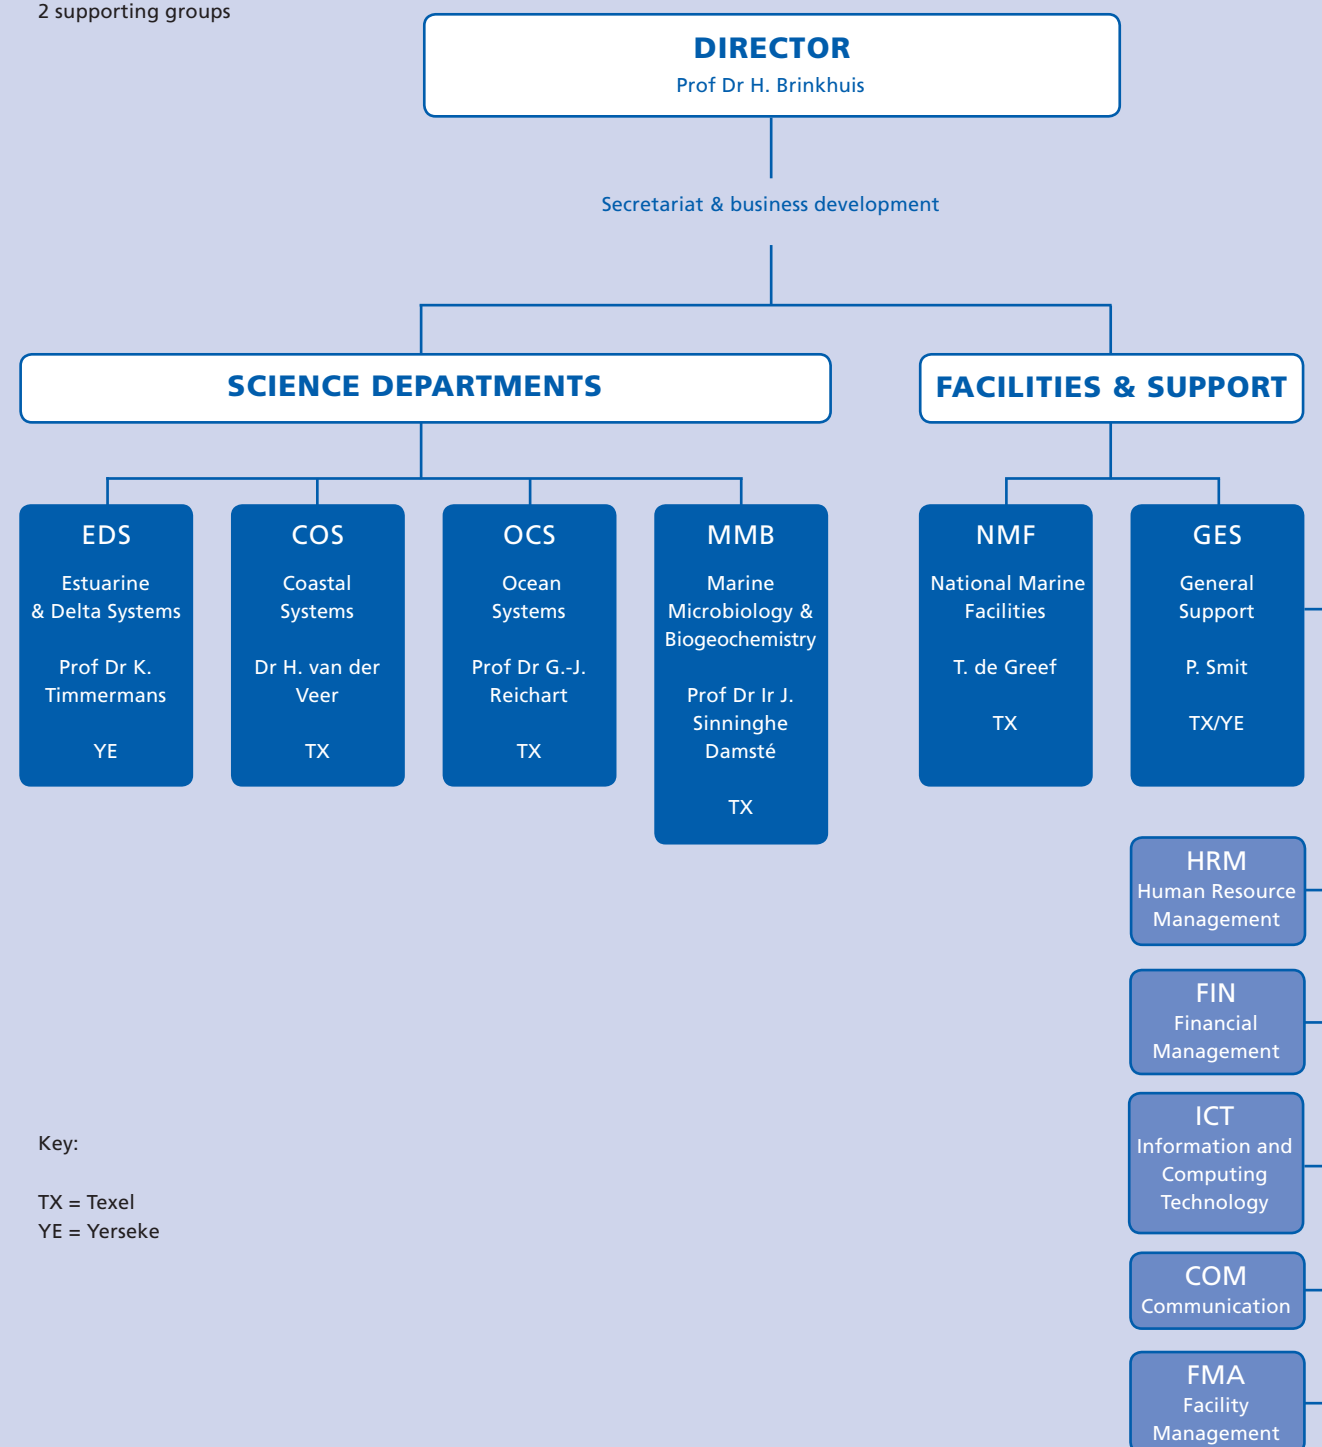 2 supporting groups
DIRECTOR
Prof Dr H. Brinkhuis
Secretariat & business development
SCIENCE DEPARTMENTS
FACILITIES & SUPPORT
EDS
Estuarine
& Delta Systems
Prof Dr K.
Timmermans
YE
COS
Coastal
Systems
Dr H. van der
Veer
TX
OCS
Ocean
Systems
Prof Dr G.-J.
Reichart
TX
MMB
Marine
Microbiology &
Biogeochemistry
Prof Dr Ir J.
Sinninghe
Damsté
TX
NMF
National Marine
Facilities
T. de Greef
TX
GES
General
Support
P. Smit
TX/YE
HRM
Human Resource
Management
FIN
Financial
Management
ICT
Information and
Computing
Technology
COM
Communication
FMA
Facility
Management
Key:
TX = Texel
YE = Yerseke